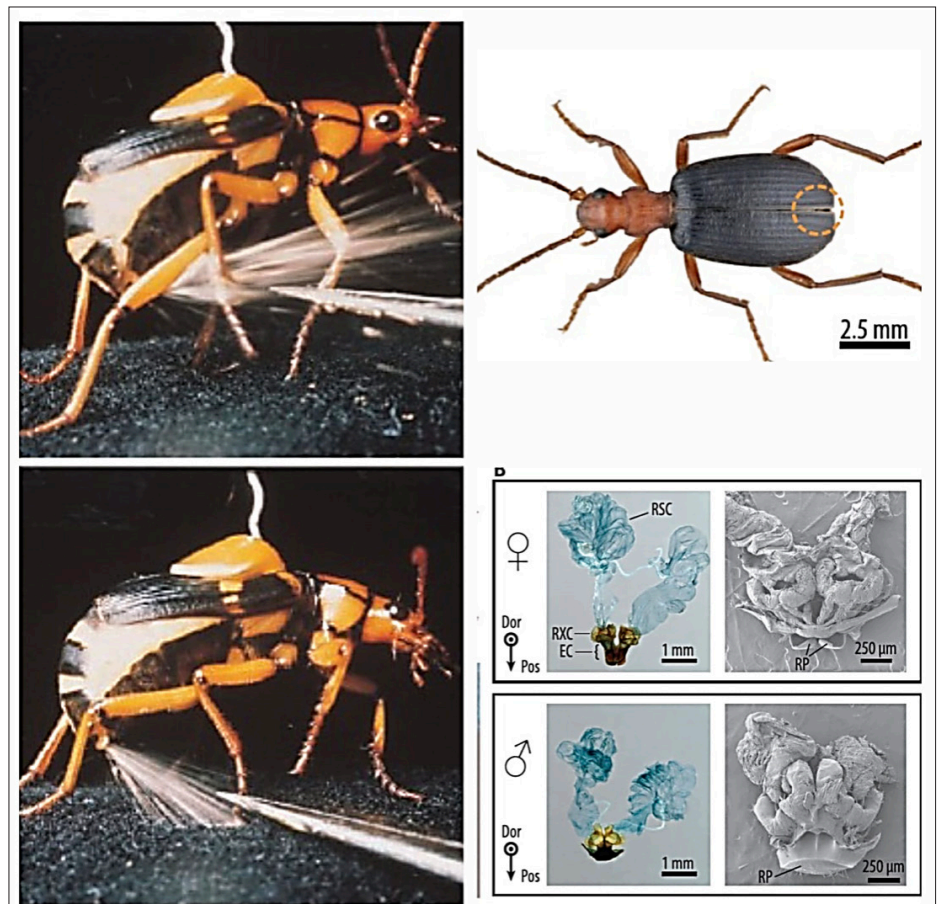 2.5 mm
B
♀
RSC
Dor
RXC
EC {
Pos
1 mm
RP
250 µm
♂
Dor
Pos
1 mm
RP
250 µm